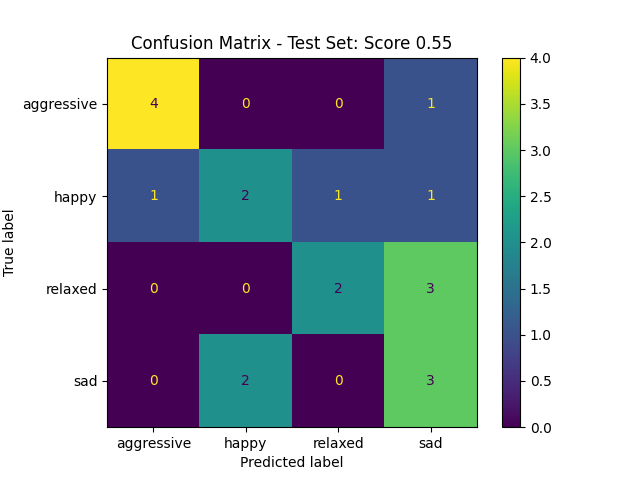 Confusion Matrix - Test Set: Score 0.55
aggressive 4 0 0 1
happy 1 2 1 1
relaxed 0 0 2 3
sad 0 2 0 3
aggressive happy relaxed sad
Predicted label
True label
4.0
3.5
3.0
2.5
2.0
1.5
1.0
0.5
0.0